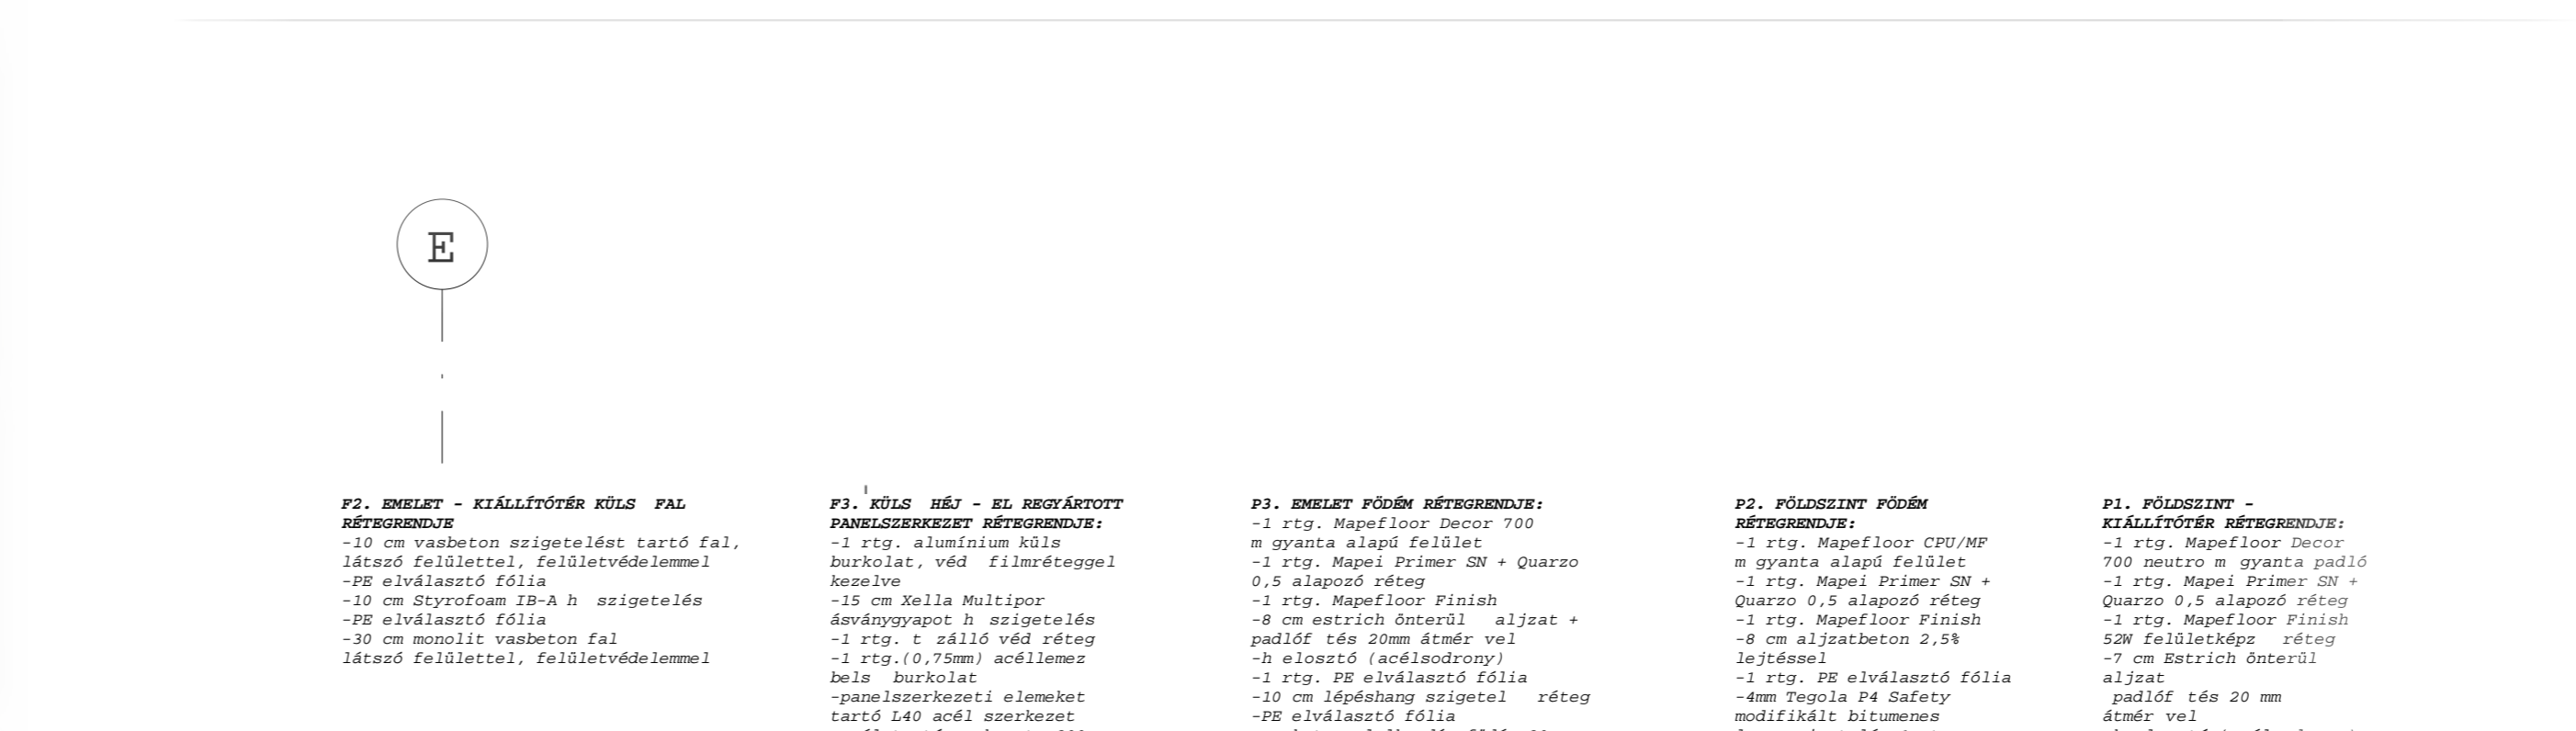 E
F2. EMELET - KIÁLLÍTÓTÉR KÜLS  FAL
RÉTEGRENDJE
-10 cm vasbeton szigetelést tartó fal,
látszó felülettel, felületvédelemmel
-PE elválasztó fólia
-10 cm Styrofoam IB-A h  szigetelés
-PE elválasztó fólia
-30 cm monolit vasbeton fal
látszó felülettel, felületvédelemmel
F3. KÜLS  HÉJ - EL REGYÁRTOTT
PANELSZERKEZET RÉTEGRENDJE:
-1 rtg. alumínium küls
burkolat, véd  filmréteggel
kezelve
-15 cm Xella Multipor
ásványgyapot h  szigetelés
-1 rtg. t  zálló véd réteg
-1 rtg.(0,75mm) acéllemez
bels  burkolat
-panelszerkezeti elemeket
tartó L40 acél szerkezet
P3. EMELET FÖDÉM RÉTEGRENDJE:
-1 rtg. Mapefloor Decor 700
m gyanta alapú felület
-1 rtg. Mapei Primer SN + Quarzo
0,5 alapozó réteg
-1 rtg. Mapefloor Finish
-8 cm estrich önterül   aljzat +
padlóf tés 20mm átmér vel
-h elosztó (acélsodrony)
-1 rtg. PE elválasztó fólia
-10 cm lépéshang szigetel   réteg
-PE elválasztó fólia
P2. FÖLDSZINT FÖDÉM
RÉTEGRENDJE:
-1 rtg. Mapefloor CPU/MF
m gyanta alapú felület
-1 rtg. Mapei Primer SN +
Quarzo 0,5 alapozó réteg
-1 rtg. Mapefloor Finish
-8 cm aljzatbeton 2,5%
lejtéssel
-1 rtg. PE elválasztó fólia
-4mm Tegola P4 Safety
modifikált bitumenes
P1. FÖLDSZINT -
KIÁLLÍTÓTÉR RÉTEGRENDJE:
-1 rtg. Mapefloor Decor
700 neutro m  gyanta padló
-1 rtg. Mapei Primer SN +
Quarzo 0,5 alapozó réteg
-1 rtg. Mapefloor Finish
52W felületképz   réteg
-7 cm Estrich önterül
aljzat
padlóf tés 20 mm
átmér vel